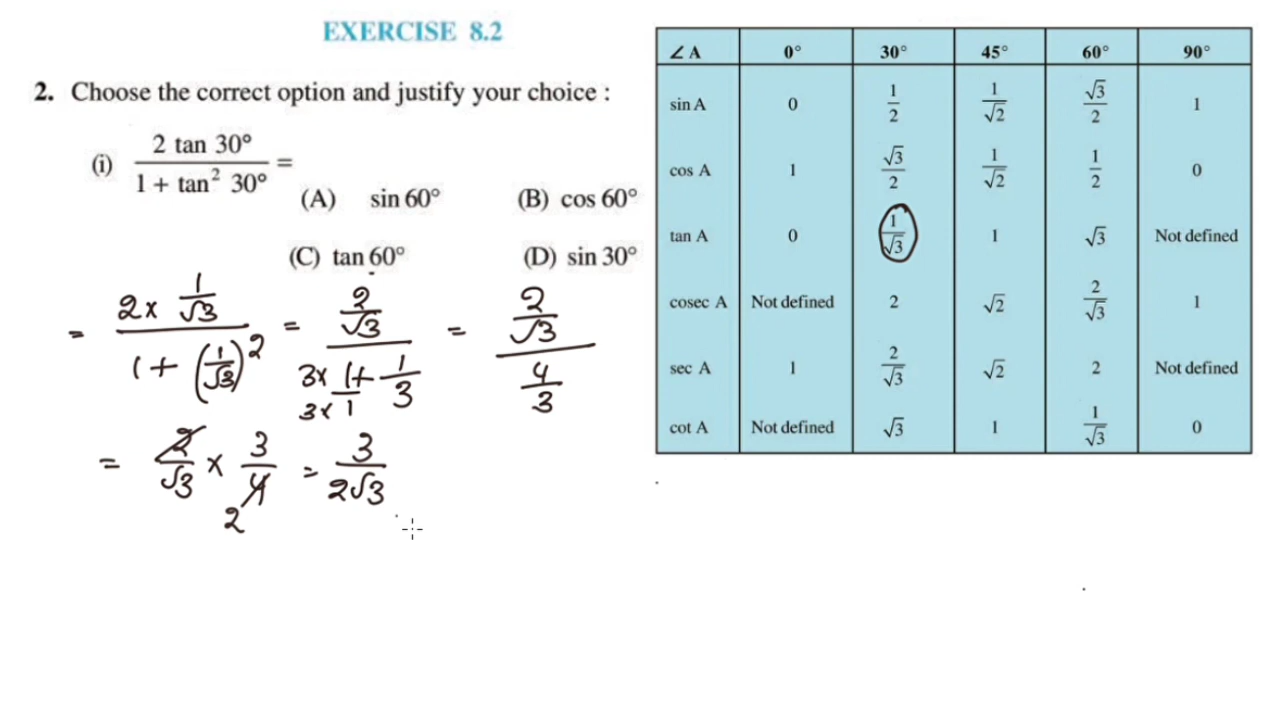 EXERCISE 8.2
2. Choose the correct option and justify your choice :
(i) 2 tan 30° / 1 + tan² 30° =
(A) sin 60° (B) cos 60°
(C) tan 60° (D) sin 30°
= 2 × 1/√3 / 1 + (1/√3)² = 2/√3 / 3× 1/3× 1 + 1/3 = 2/√3 / 4/3
= 2/√3 × 3/4 2 = 3/2√3
∠A 0° 30° 45° 60° 90°
sin A 0 1/2 1/√2 √3/2 1
cos A 1 √3/2 1/√2 1/2 0
tan A 0 1/√3 1 √3 Not defined
cosec A Not defined 2 √2 2/√3 1
sec A 1 2/√3 √2 2 Not defined
cot A Not defined √3 1 1/√3 0